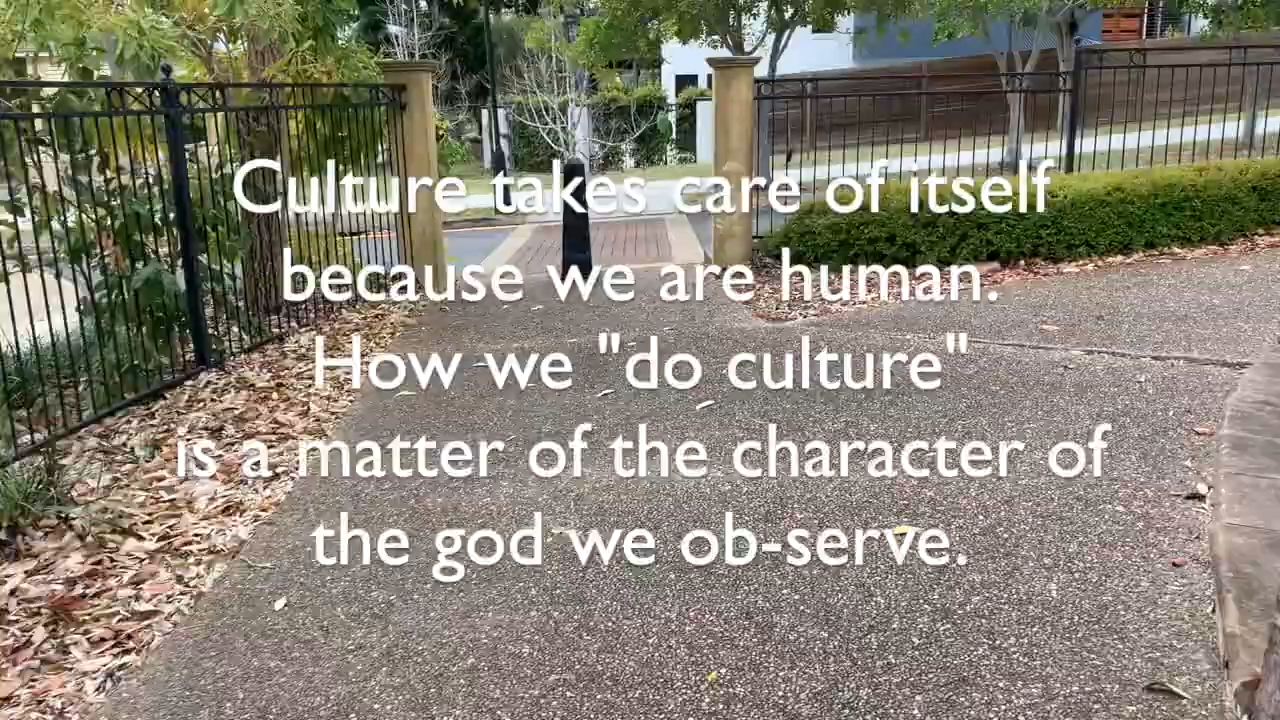 Culture takes care of itself
because we are human.
How we "do culture"
is a matter of the character of
the god we ob-serve.